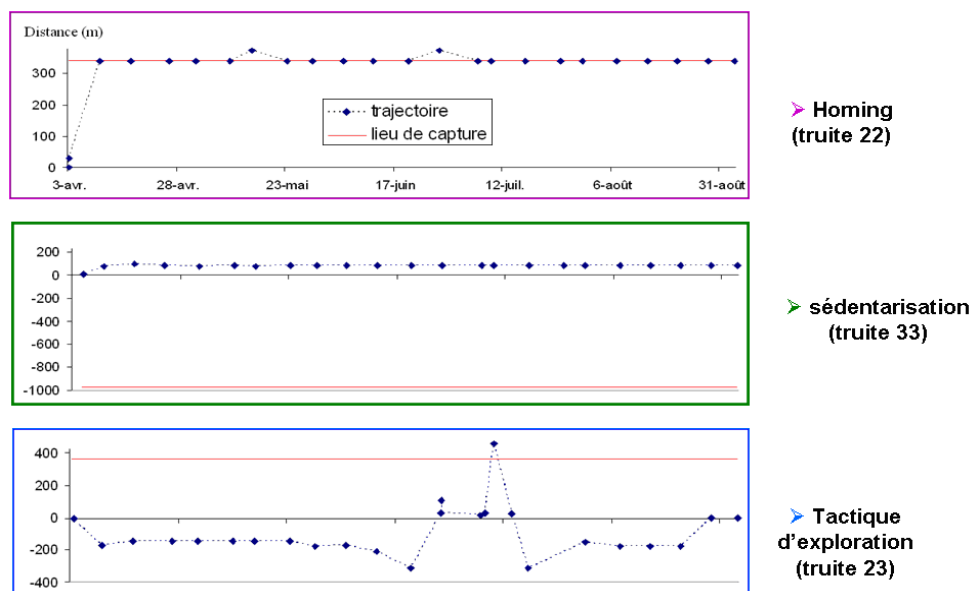 Distance (m)
300
200
100
0
3-avr.
28-avr.
23-mai
17-juin
12-juil.
6-août
31-août
trajectoire
lieu de capture
➢ Homing
(truite 22)
200
0
-200
-400
-600
-800
-1000
➢ sédentarisation
(truite 33)
400
200
0
-200
-400
➢ Tactique
d'exploration
(truite 23)